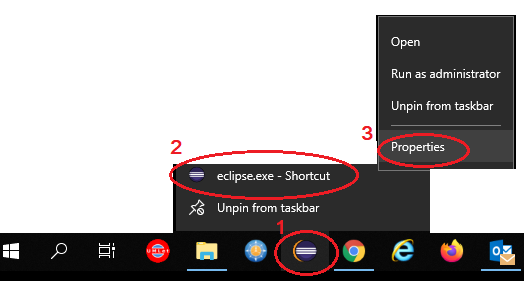 Open
Run as administrator
Unpin from taskbar
3
Properties
2
eclipse.exe - Shortcut
Unpin from taskbar
1